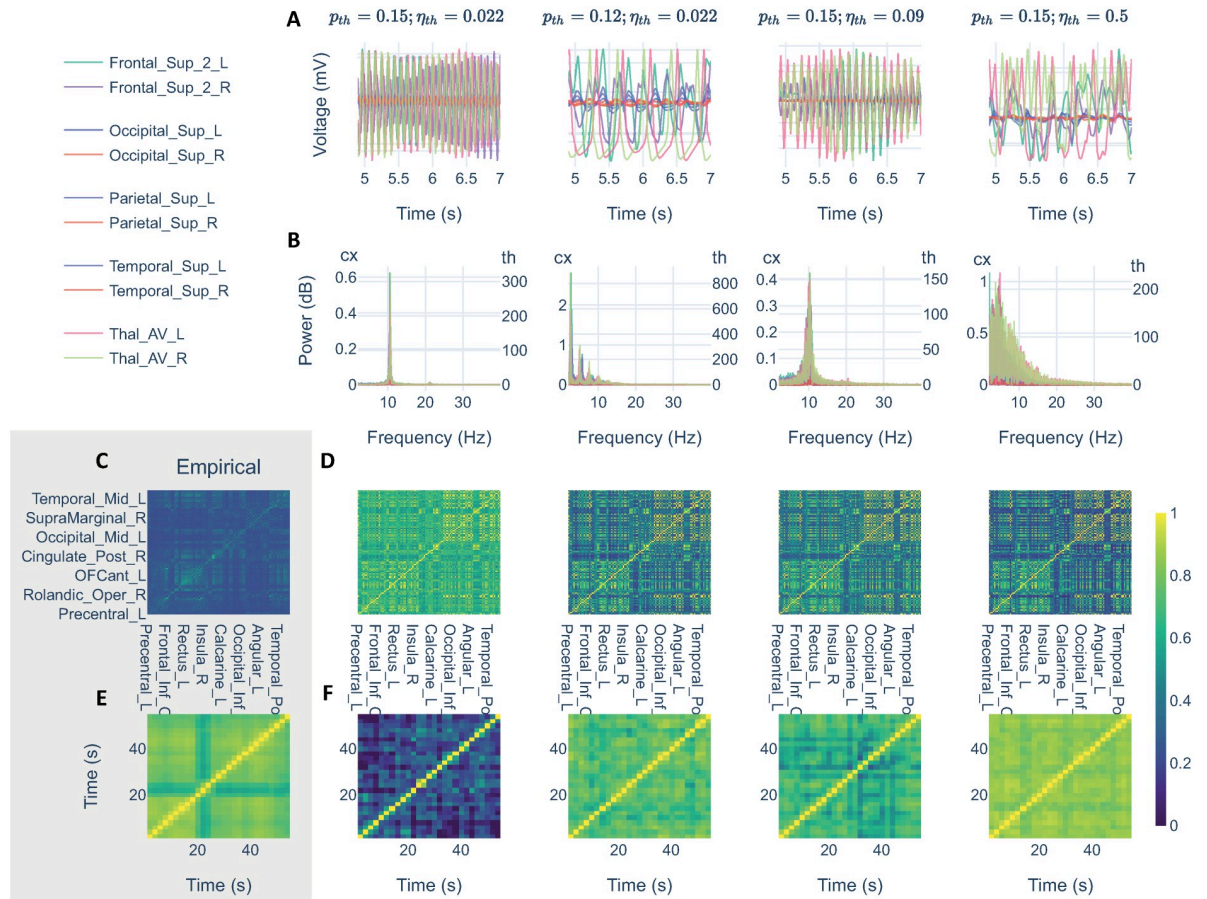 A
p_th = 0.15; η_th = 0.022
p_th = 0.12; η_th = 0.022
p_th = 0.15; η_th = 0.09
p_th = 0.15; η_th = 0.5
Frontal_Sup_2_L
Frontal_Sup_2_R
Occipital_Sup_L
Occipital_Sup_R
Parietal_Sup_L
Parietal_Sup_R
Temporal_Sup_L
Temporal_Sup_R
Thal_AV_L
Thal_AV_R
Voltage (mV)
5 5.5 6 6.5 7
5 5.5 6 6.5 7
5 5.5 6 6.5 7
5 5.5 6 6.5 7
Time (s) Time (s) Time (s) Time (s)
B
Power (dB)
cx th
0.6
0.4
0.2
0
300
200
100
0
cx th
2
1
0
800
600
400
200
0
cx th
0.4
0.3
0.2
0.1
0
150
100
50
0
cx th
1
0.5
0
200
100
0
10 20 30
10 20 30
10 20 30
10 20 30
Frequency (Hz) Frequency (Hz) Frequency (Hz) Frequency (Hz)
C
Empirical
Temporal_Mid_L
SupraMarginal_R
Occipital_Mid_L
Cingulate_Post_R
OFCant_L
Rolandic_Oper_R
Precentral_L
Precentral_L
Frontal_Inf_O
Rectus_L
Insula_R
Calcarine_L
Occipital_Inf_
Angular_L
Temporal_Po
D
Precentral_L
Frontal_Inf_O
Rectus_L
Insula_R
Calcarine_L
Occipital_Inf_
Angular_L
Temporal_Po
Precentral_L
Frontal_Inf_O
Rectus_L
Insula_R
Calcarine_L
Occipital_Inf_
Angular_L
Temporal_Po
Precentral_L
Frontal_Inf_O
Rectus_L
Insula_R
Calcarine_L
Occipital_Inf_
Angular_L
Temporal_Po
Precentral_L
Frontal_Inf_O
Rectus_L
Insula_R
Calcarine_L
Occipital_Inf_
Angular_L
Temporal_Po
1
0.8
0.6
0.4
0.2
0
E
Time (s)
40
20
20 40
Time (s)
F
40
20
20 40
Time (s)
40
20
20 40
Time (s)
40
20
20 40
Time (s)
40
20
20 40
Time (s)